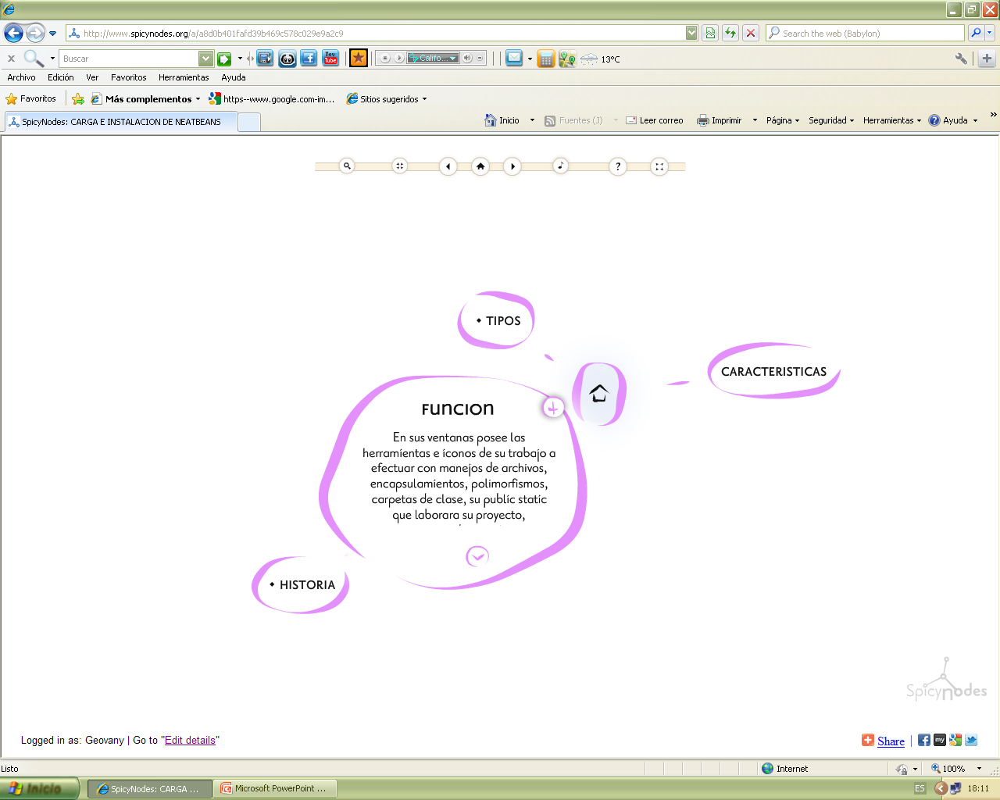 http://www.spicynodes.org/a/a8d0b401fafd39b469c578c029e9a2c9
Search the web (Babylon)
x
Buscar
You Tube
Califo...
13°C
Archivo Edición Ver Favoritos Herramientas Ayuda
Favoritos
Más complementos
https--www.google.com-im...
Sitios sugeridos
SpicyNodes: CARGA E INSTALACION DE NEATBEANS
Inicio
Fuentes (J)
Leer correo
Imprimir
Página
Seguridad
Herramientas
Ayuda
»
?
TIPOS
CARACTERISTICAS
FUNCION
En sus ventanas posee las
herramientas e iconos de su trabajo a
efectuar con manejos de archivos,
encapsulamientos, polimorfismos,
carpetas de clase, su public static
que laborara su proyecto,
HISTORIA
Spicynodes
Logged in as: Geovany | Go to "Edit details"
Share |
my
Listo
Internet
100%
Inicio
SpicyNodes: CARGA ...
Microsoft PowerPoint ...
ES
18:11